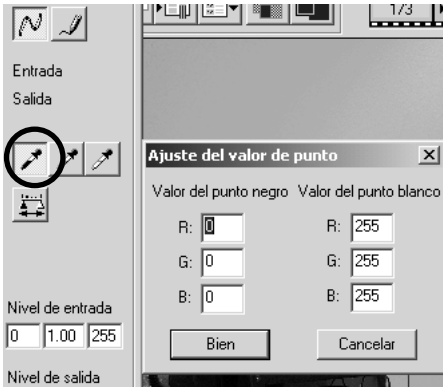 1/3
Entrada
Salida
Ajuste del valor de punto
Valor del punto negro Valor del punto blanco
R: 0 R: 255
G: 0 G: 255
B: 0 B: 255
Bien Cancelar
Nivel de entrada
0 1.00 255
Nivel de salida